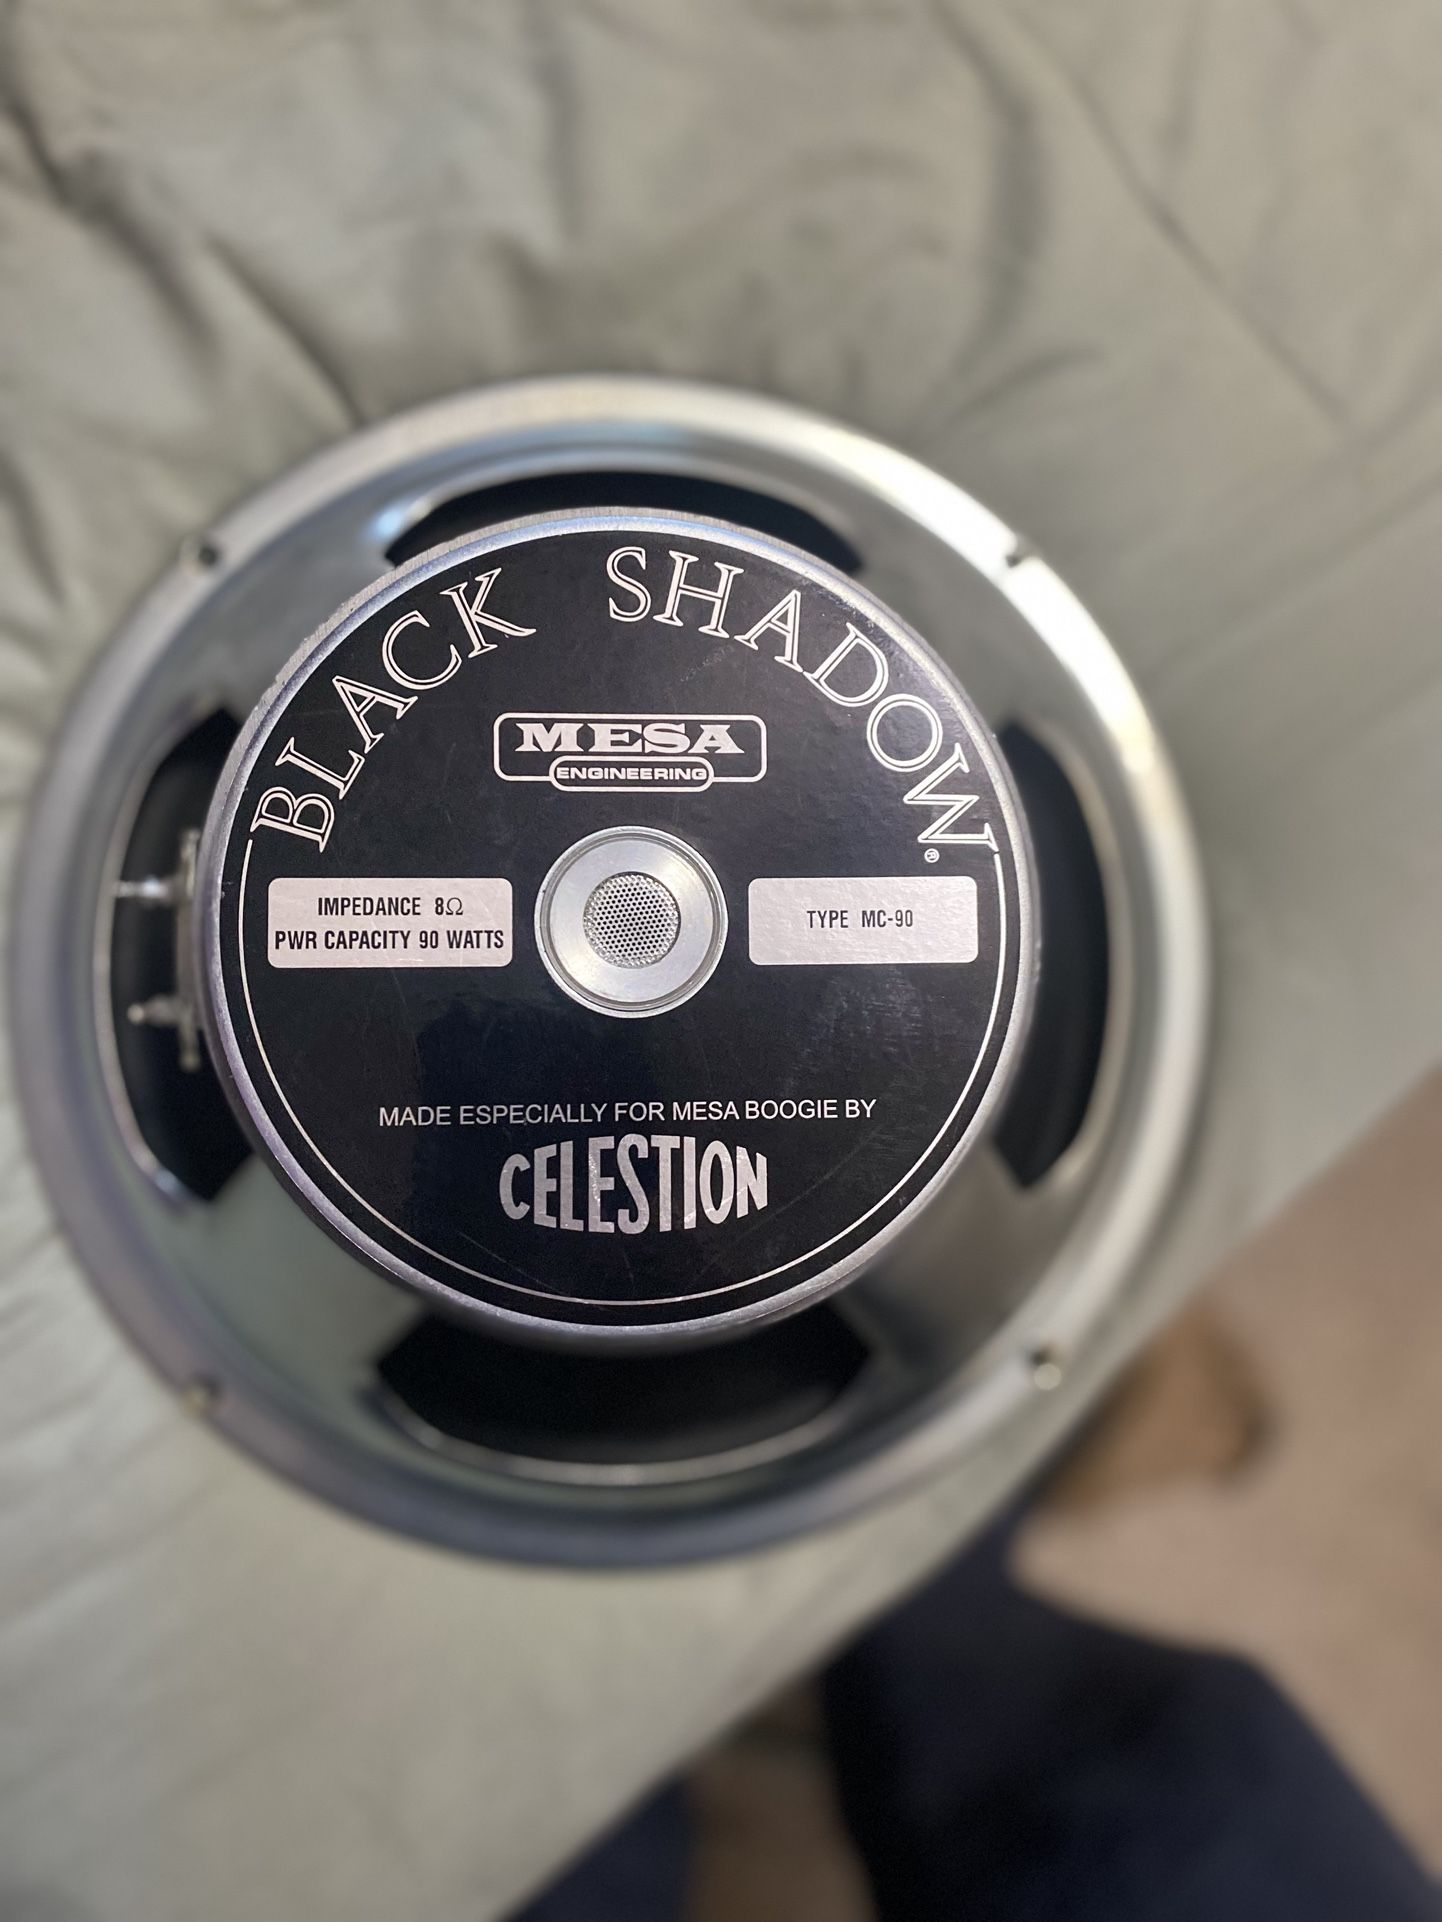 BLACK SHADOW®
MESA
ENGINEERING
IMPEDANCE 8Ω
PWR CAPACITY 90 WATTS
TYPE MC-90
MADE ESPECIALLY FOR MESA BOOGIE BY
CELESTION